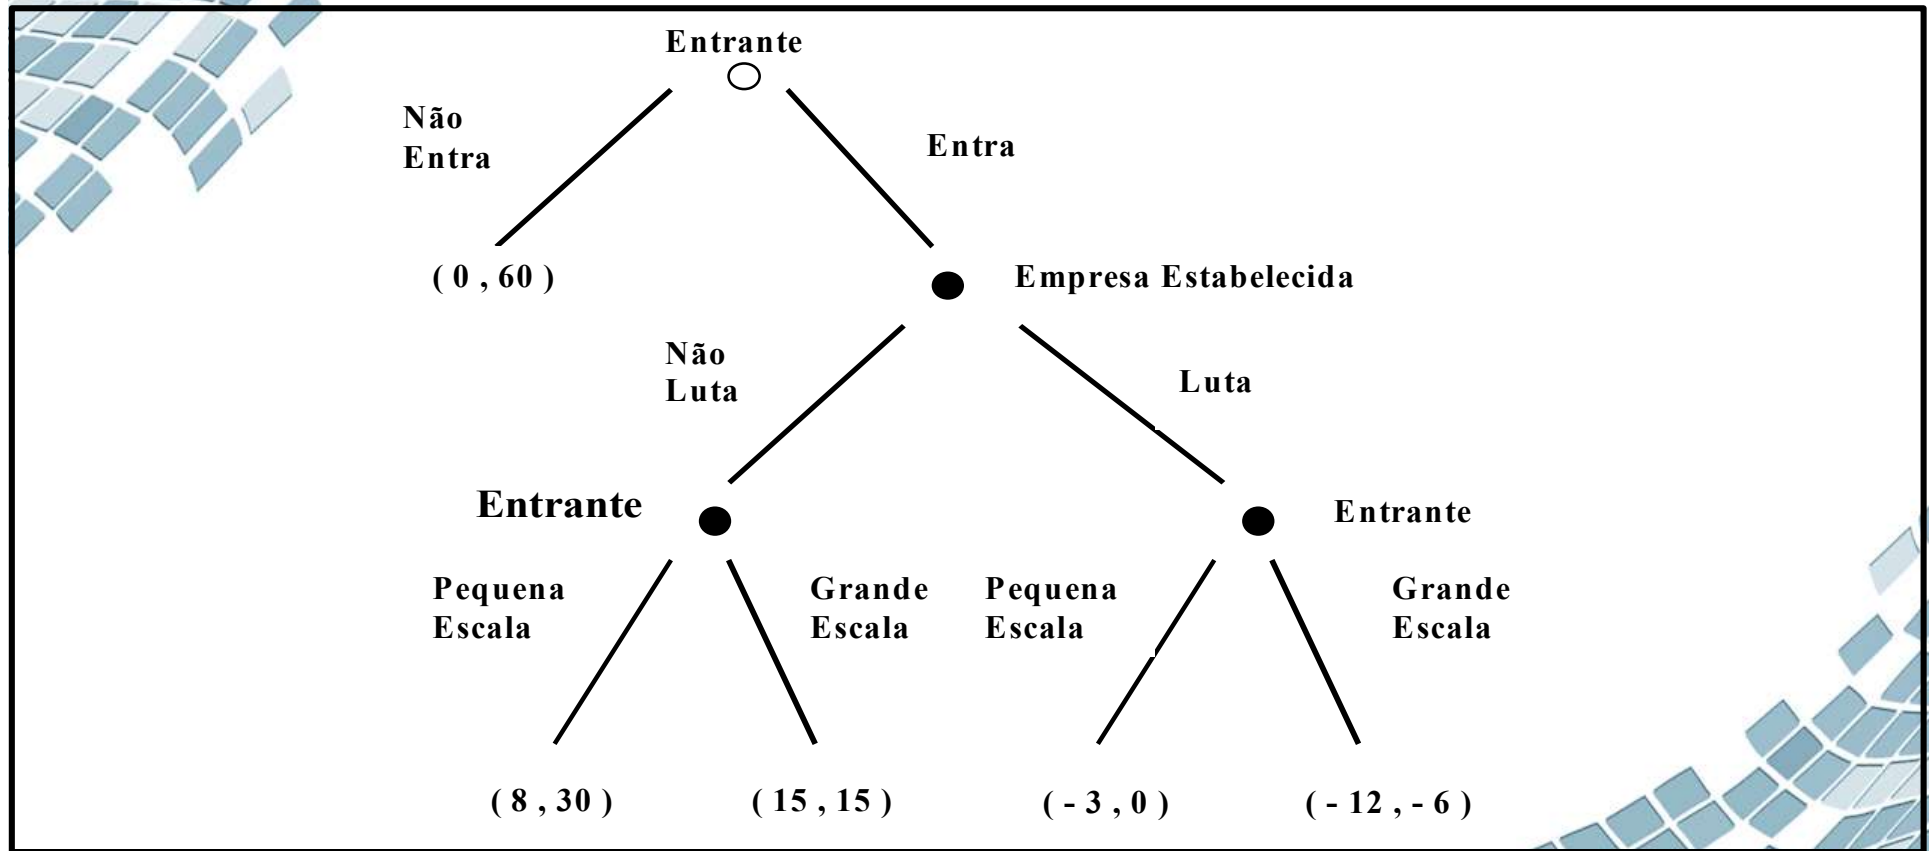 Entrante
Não
Entra
Entra
( 0 , 60 )
Empresa Estabelecida
Não
Luta
Luta
Entrante
Entrante
Pequena
Escala
Grande
Escala
Pequena
Escala
Grande
Escala
( 8 , 30 )
( 15 , 15 )
( - 3 , 0 )
( - 12 , - 6 )